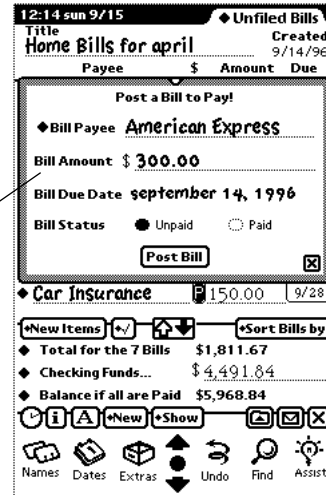 12:14 sun 9/15 ◆ Unfiled Bills
Title Created
Home Bills for april 9/14/96
Payee $ Amount Due
Post a Bill to Pay!
◆Bill Payee American Express
Bill Amount $ 300.00
Bill Due Date september 14, 1996
Bill Status Unpaid Paid
Post Bill
◆ Car Insurance P 150.00 9/28
◆New Items ◆√ ◆Sort Bills by
◆ Total for the 7 Bills $1,811.67
◆ Checking Funds... $ 4,491.84
◆ Balance if all are Paid $5,968.84
i A ◆New ◆Show X
Names Dates Extras Undo Find Assist